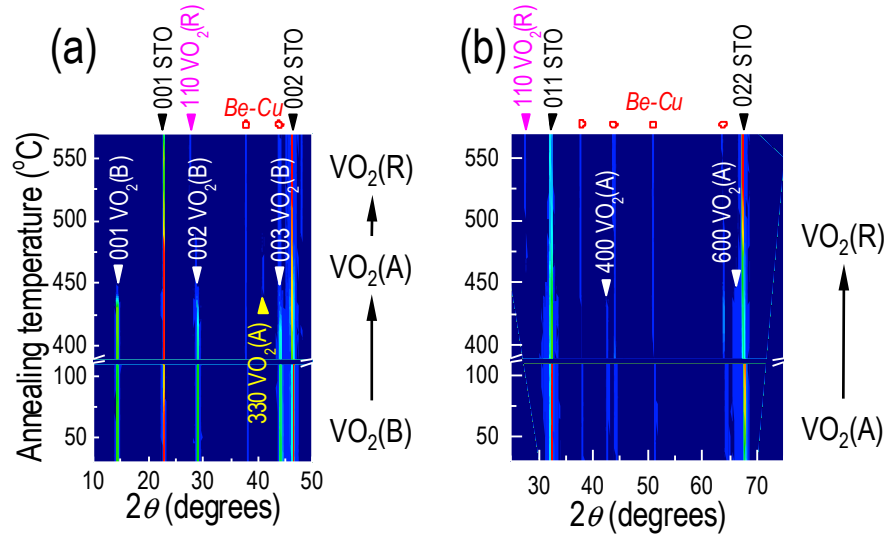 (a)
001 STO
110 VO2(R)
Be-Cu
002 STO
Annealing temperature (°C)
550
500
450
400
100
50
001 VO2(B)
002 VO2(B)
003 VO2(B)
330 VO2(A)
10
20
30
40
50
2θ (degrees)
VO2(R)
VO2(A)
VO2(B)
(b)
110 VO2(R)
011 STO
Be-Cu
022 STO
550
500
450
400
100
50
400 VO2(A)
600 VO2(A)
30
40
50
60
70
2θ (degrees)
VO2(R)
VO2(A)